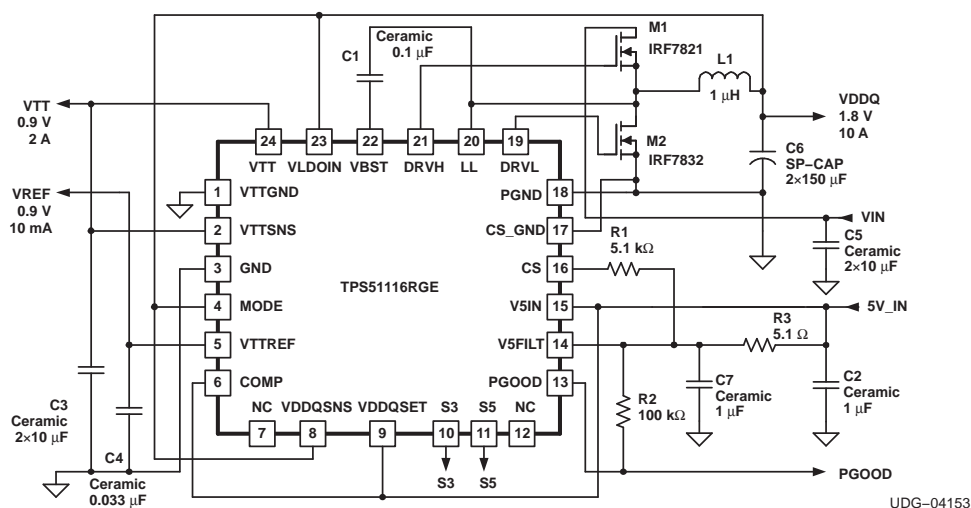 M1
IRF7821
Ceramic
0.1 μF
C1
L1
1 μH
VTT
0.9 V
2 A
VDDQ
1.8 V
10 A
24
23
22
21
20
19
VTT
VLDOIN
VBST
DRVH
LL
DRVL
M2
IRF7832
C6
SP–CAP
2×150 μF
1
VTTGND
PGND
18
VREF
0.9 V
10 mA
2
VTTSNS
CS_GND
17
VIN
R1
5.1 kΩ
C5
Ceramic
2×10 μF
3
GND
CS
16
TPS51116RGE
4
MODE
V5IN
15
5V_IN
R3
5.1 Ω
5
VTTREF
V5FILT
14
6
COMP
PGOOD
13
C7
Ceramic
1 μF
C2
Ceramic
1 μF
R2
100 kΩ
C3
Ceramic
2×10 μF
NC
VDDQSNS
VDDQSET
S3
S5
NC
7
8
9
10
11
12
C4
Ceramic
0.033 μF
S3
S5
PGOOD
UDG–04153